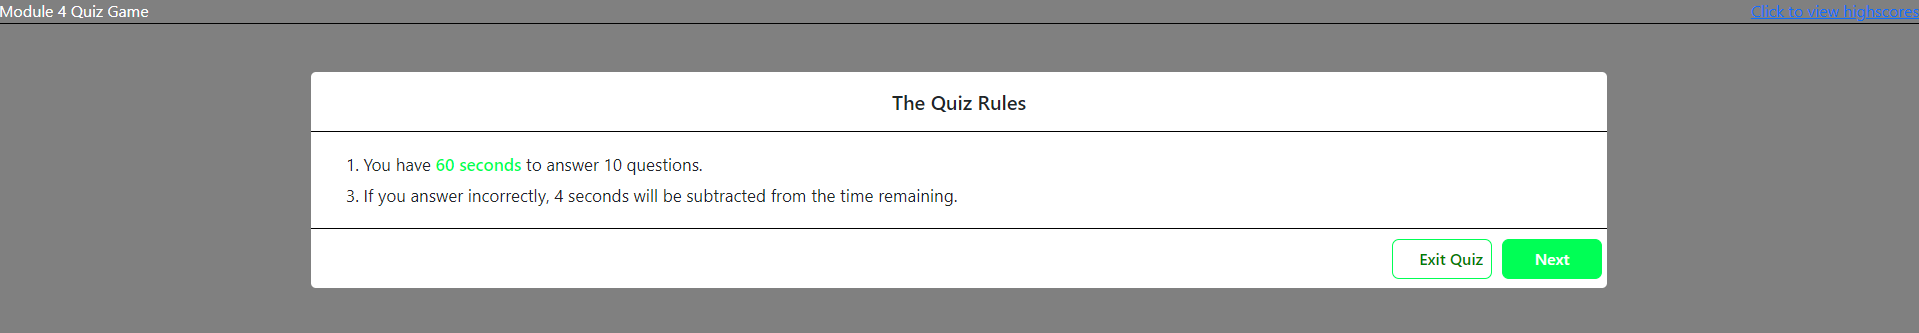 Module 4 Quiz Game
Click to view highscores
The Quiz Rules
1. You have 60 seconds to answer 10 questions.
3. If you answer incorrectly, 4 seconds will be subtracted from the time remaining.
Exit Quiz
Next